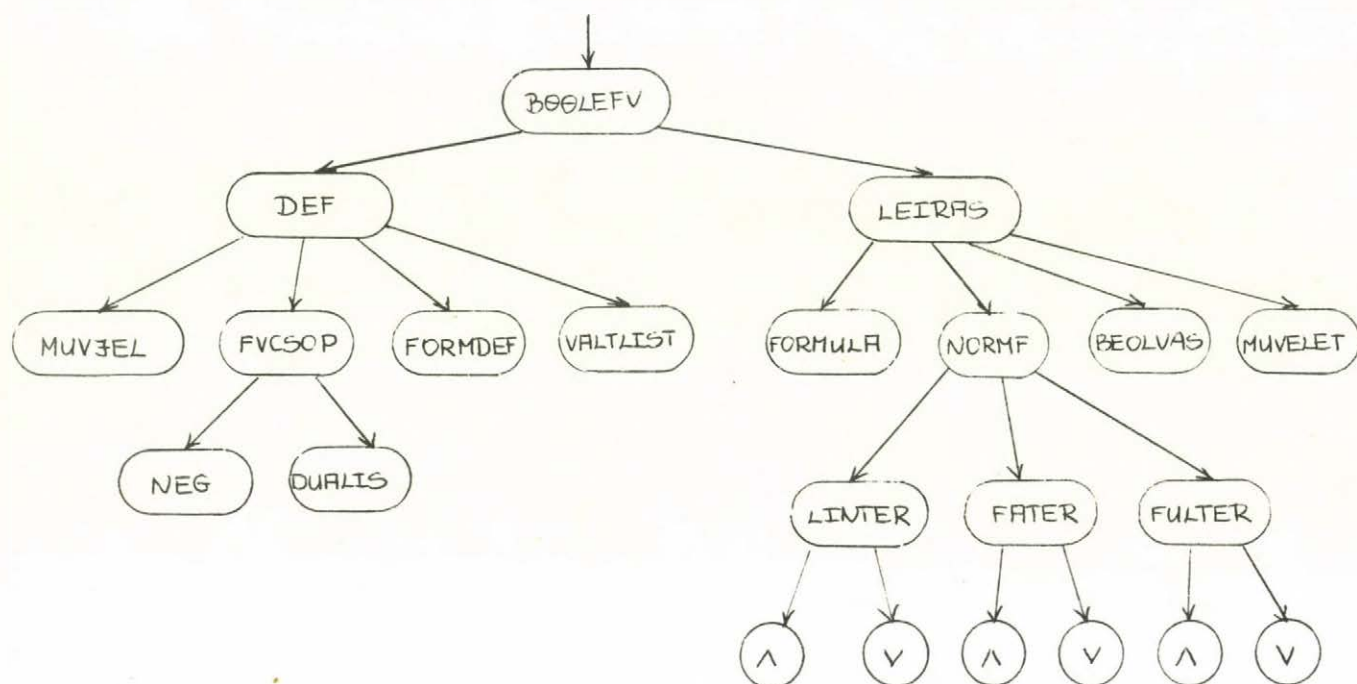 BOOLEFV
DEF
LEIRAS
MUVJEL
FVCSOP
FORMDEF
VALTLIST
FORMULA
NORMF
BEOLVAS
MUVELET
NEG
DUALIS
LINTER
FATER
FULTER
∧
∨
∧
∨
∧
∨